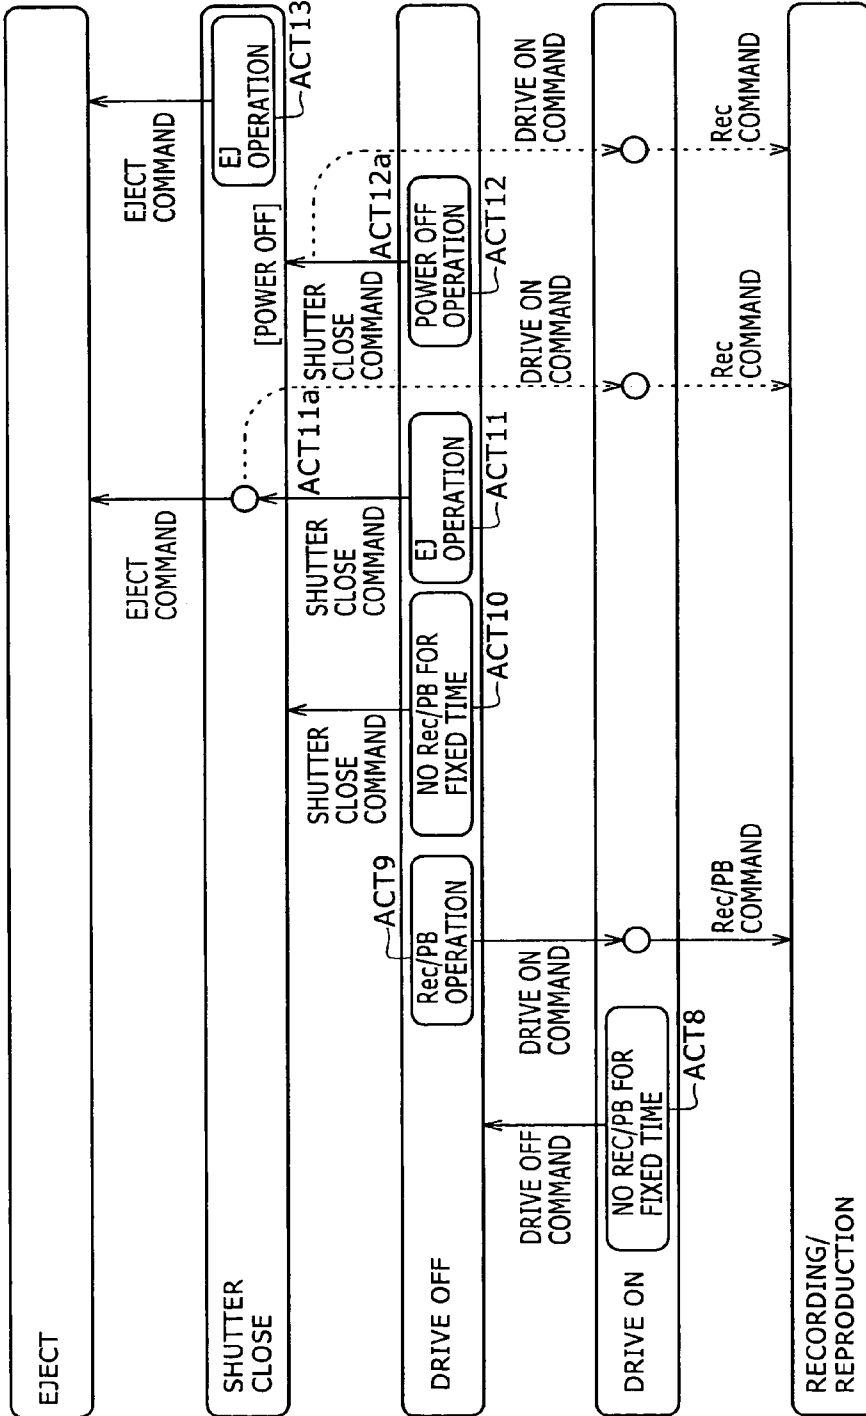 EJECT
EJECT
COMMAND
EJECT
COMMAND
SHUTTER
CLOSE
ACT11a
[POWER OFF]
EJ
OPERATION
ACT13
SHUTTER
CLOSE
COMMAND
SHUTTER
CLOSE
COMMAND
SHUTTER
CLOSE
COMMAND
ACT12a
DRIVE OFF
ACT9
Rec/PB
OPERATION
NO Rec/PB FOR
FIXED TIME
ACT10
EJ
OPERATION
ACT11
POWER OFF
OPERATION
ACT12
DRIVE OFF
COMMAND
DRIVE ON
COMMAND
DRIVE ON
COMMAND
DRIVE ON
COMMAND
DRIVE ON
NO REC/PB FOR
FIXED TIME
ACT8
Rec/PB
COMMAND
Rec
COMMAND
Rec
COMMAND
RECORDING/
REPRODUCTION